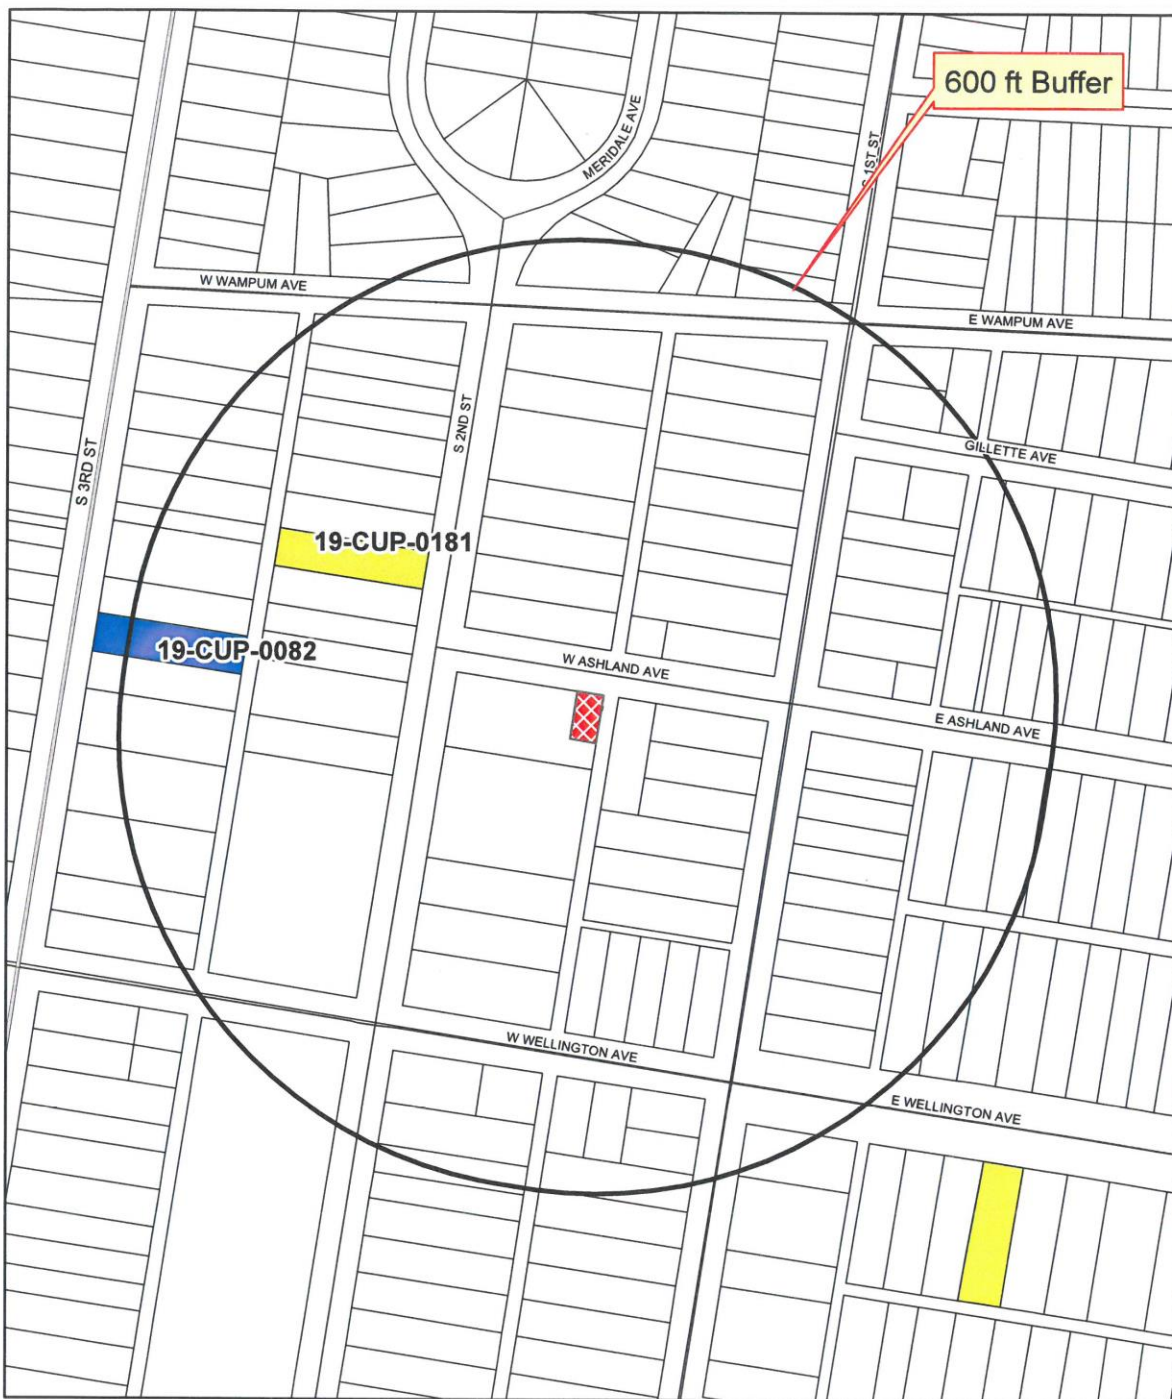 600 ft Buffer
MERIDALE AVE
S 1ST ST
W WAMPUM AVE
E WAMPUM AVE
S 2ND ST
S 3RD ST
GILLETTE AVE
19-CUP-0181
19-CUP-0082
W ASHLAND AVE
E ASHLAND AVE
W WELLINGTON AVE
E WELLINGTON AVE